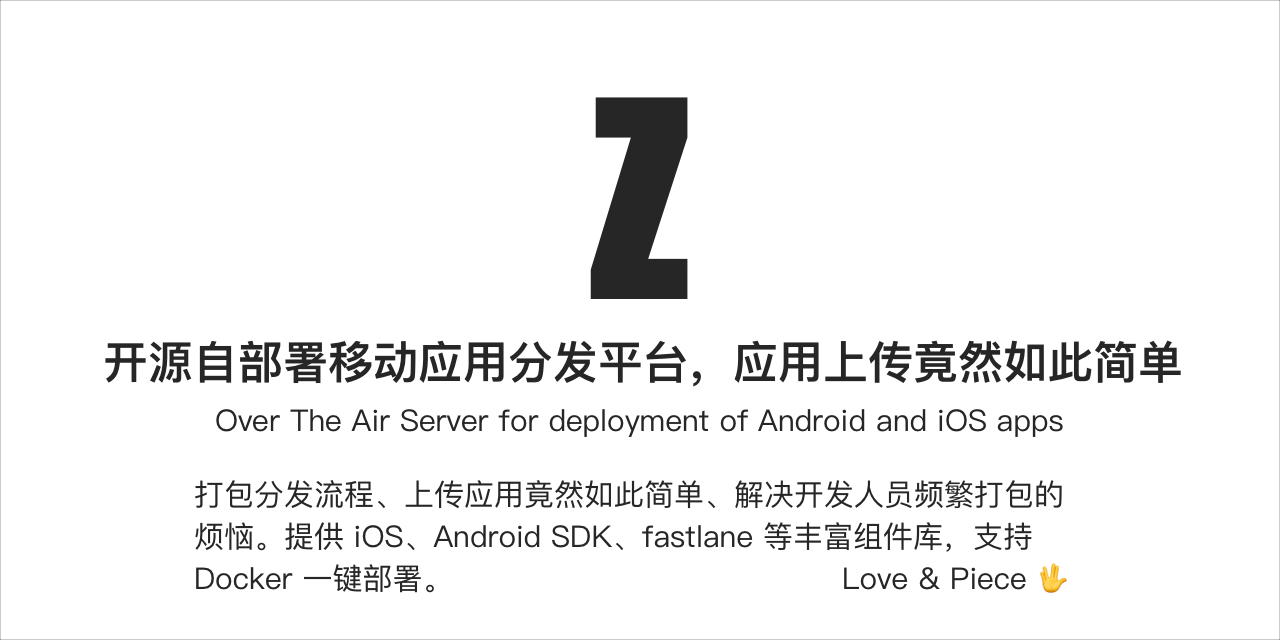 Z
开源自部署移动应用分发平台，应用上传竟然如此简单
Over The Air Server for deployment of Android and iOS apps
打包分发流程、上传应用竟然如此简单、解决开发人员频繁打包的
烦恼。提供 iOS、Android SDK、fastlane 等丰富组件库，支持
Docker 一键部署。
Love & Piece 🖖